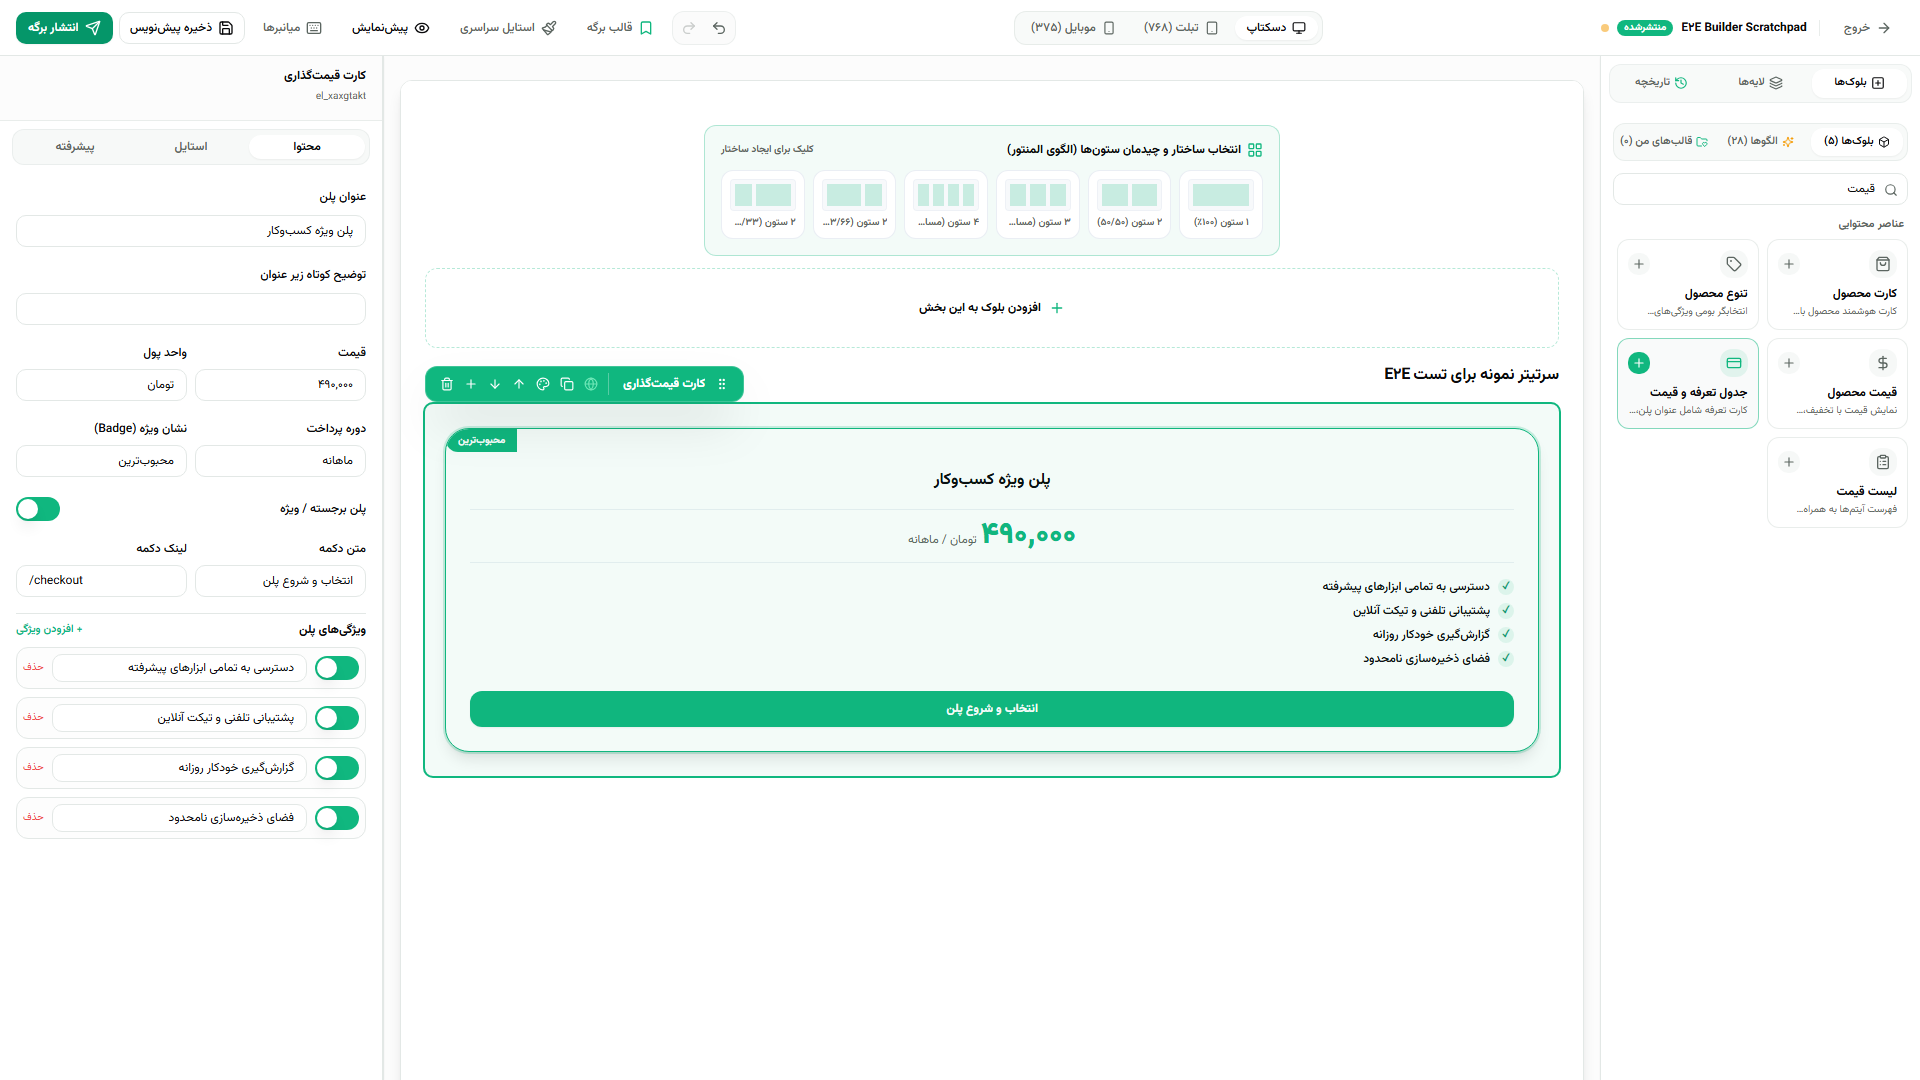 خروج
E2E Builder Scratchpad
منتشرشده
دسکتاپ
تبلت (۷۶۸)
موبایل (۳۷۵)
قالب برگه
استایل سراسری
پیش‌نمایش
میانبرها
ذخیره پیش‌نویس
انتشار برگه
بلوک‌ها
لایه‌ها
تاریخچه
بلوک‌ها (۵)
الگوها (۲۸)
قالب‌های من (۰)
قیمت
عناصر محتوایی
کارت محصول
کارت هوشمند محصول با...
تنوع محصول
انتخابگر بومی ویژگی‌های...
قیمت محصول
نمایش قیمت با تخفیف،...
جدول تعرفه و قیمت
کارت تعرفه شامل عنوان پلن،...
لیست قیمت
فهرست آیتم‌ها به همراه...
انتخاب ساختار و چیدمان ستون‌ها (الگوی المنتور)
کلیک برای ایجاد ساختار
۱ ستون (۱۰۰٪)
۲ ستون (۵۰/۵۰)
۳ ستون (مسا...
۴ ستون (مسا...
۲ ستون (۳/۶۶...
۲ ستون (۳۳/...
افزودن بلوک به این بخش
سرتیتر نمونه برای تست E2E
کارت قیمت‌گذاری
محبوب‌ترین
پلن ویژه کسب‌وکار
۴۹۰,۰۰۰ تومان / ماهانه
✓ دسترسی به تمامی ابزارهای پیشرفته
✓ پشتیبانی تلفنی و تیکت آنلاین
✓ گزارش‌گیری خودکار روزانه
✓ فضای ذخیره‌سازی نامحدود
انتخاب و شروع پلن
کارت قیمت‌گذاری
el_xaxgtakt
محتوا
استایل
پیشرفته
عنوان پلن
پلن ویژه کسب‌وکار
توضیح کوتاه زیر عنوان
قیمت
واحد پول
۴۹۰,۰۰۰
تومان
دوره پرداخت
نشان ویژه (Badge)
ماهانه
محبوب‌ترین
پلن برجسته / ویژه
متن دکمه
لینک دکمه
انتخاب و شروع پلن
/checkout
ویژگی‌های پلن
+ افزودن ویژگی
دسترسی به تمامی ابزارهای پیشرفته
حذف
پشتیبانی تلفنی و تیکت آنلاین
حذف
گزارش‌گیری خودکار روزانه
حذف
فضای ذخیره‌سازی نامحدود
حذف